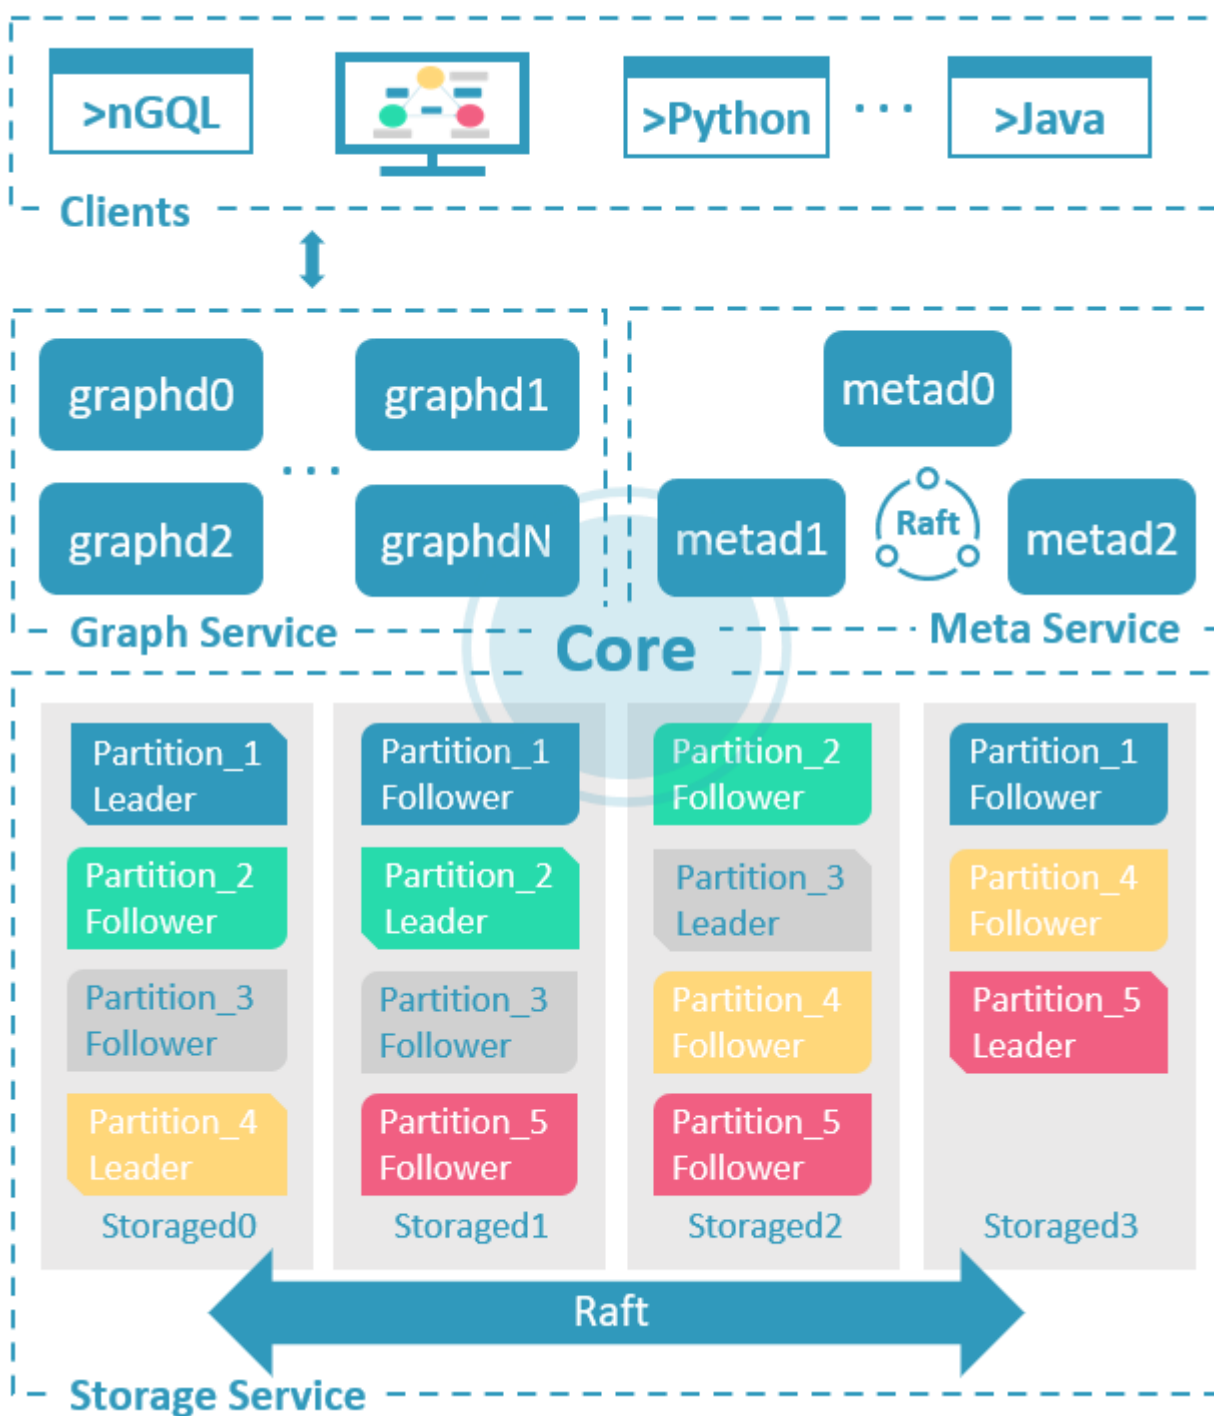 >nGQL
>Python
...
>Java
Clients
graphd0
graphd1
...
graphd2
graphdN
Graph Service
metad0
metad1
Raft
metad2
Meta Service
Core
Partition_1
Leader
Partition_2
Follower
Partition_3
Follower
Partition_4
Leader
Storaged0
Partition_1
Follower
Partition_2
Leader
Partition_3
Follower
Partition_5
Follower
Storaged1
Partition_2
Follower
Partition_3
Leader
Partition_4
Follower
Partition_5
Follower
Storaged2
Partition_1
Follower
Partition_4
Follower
Partition_5
Leader
Storaged3
Raft
Storage Service